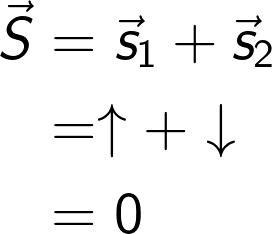 S⃗ = s⃗₁ + s⃗₂
=↑ + ↓
= 0